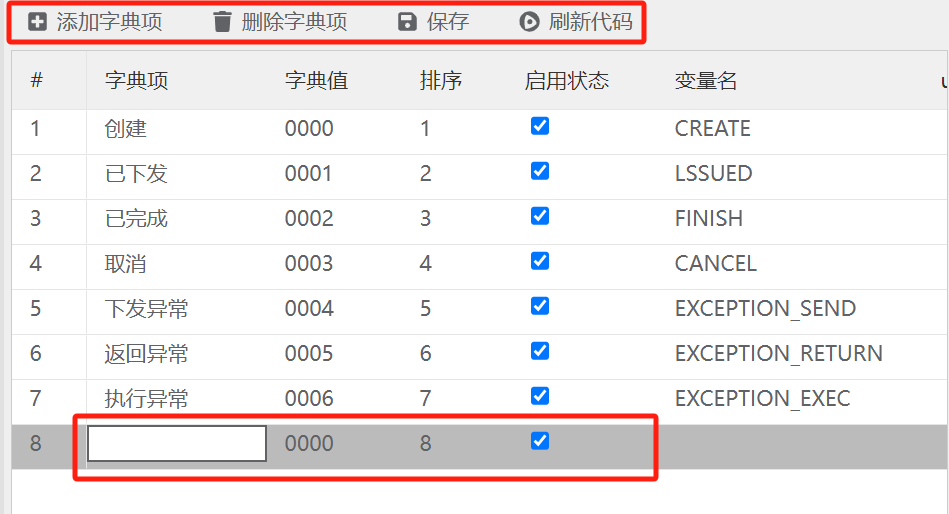 添加字典项 删除字典项 保存 刷新代码
# 字典项 字典值 排序 启用状态 变量名
1 创建 0000 1 CREATE
2 已下发 0001 2 LSSUED
3 已完成 0002 3 FINISH
4 取消 0003 4 CANCEL
5 下发异常 0004 5 EXCEPTION_SEND
6 返回异常 0005 6 EXCEPTION_RETURN
7 执行异常 0006 7 EXCEPTION_EXEC
8 0000 8